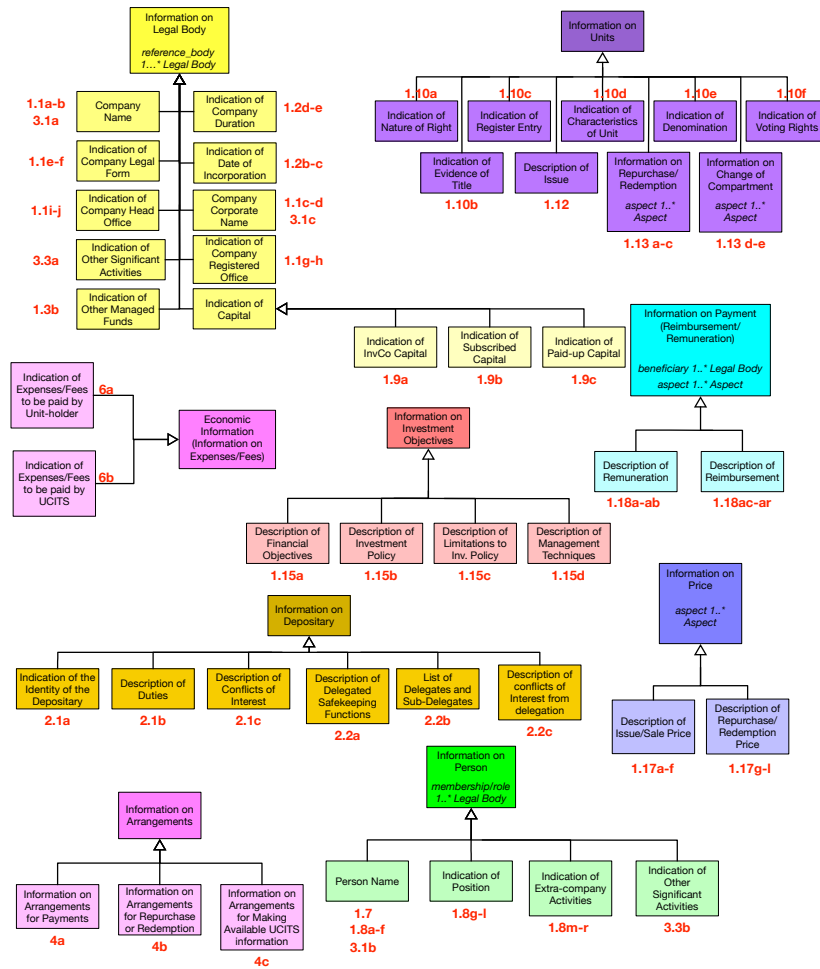 Information on
Legal Body
reference_body
1...* Legal Body
1.1a-b
3.1a
Company
Name
Indication of
Company
Duration
1.2d-e
1.1e-f
Indication of
Company Legal
Form
Indication of
Date of
Incorporation
1.2b-c
1.1i-j
Indication of
Company Head
Office
Company
Corporate
Name
1.1c-d
3.1c
3.3a
Indication of
Other Significant
Activities
Indication of
Company
Registered
Office
1.1g-h
1.3b
Indication of
Other Managed
Funds
Indication of
Capital
Indication of
InvCo Capital
1.9a
Indication of
Subscribed
Capital
1.9b
Indication of
Paid-up Capital
1.9c
Information on
Units
1.10a
Indication of
Nature of Right
1.10c
Indication of
Register Entry
1.10d
Indication of
Characteristics
of Unit
1.10e
Indication of
Denomination
1.10f
Indication of
Voting Rights
Indication of
Evidence of
Title
1.10b
Description of
Issue
1.12
Information on
Repurchase/
Redemption
aspect 1..*
Aspect
1.13 a-c
Information on
Change of
Compartment
aspect 1..*
Aspect
1.13 d-e
Information on Payment
(Reimbursement/
Remuneration)
beneficiary 1..* Legal Body
aspect 1..* Aspect
Description of
Remuneration
1.18a-ab
Description of
Reimbursement
1.18ac-ar
Indication of
Expenses/Fees
to be paid by
Unit-holder
6a
Indication of
Expenses/Fees
to be paid by
UCITS
6b
Economic
Information
(Information on
Expenses/Fees)
Information on
Investment
Objectives
Description of
Financial
Objectives
1.15a
Description of
Investment
Policy
1.15b
Description of
Limitations to
Inv. Policy
1.15c
Description of
Management
Techniques
1.15d
Information on
Price
aspect 1..*
Aspect
Description of
Issue/Sale Price
1.17a-f
Description of
Repurchase/
Redemption
Price
1.17g-l
Information on
Depositary
Indication of the
Identity of the
Depositary
2.1a
Description of
Duties
2.1b
Description of
Conflicts of
Interest
2.1c
Description of
Delegated
Safekeeping
Functions
2.2a
List of
Delegates and
Sub-Delegates
2.2b
Description of
conflicts of
Interest from
delegation
2.2c
Information on
Person
membership/role
1..* Legal Body
Person Name
1.7
1.8a-f
3.1b
Indication of
Position
1.8g-l
Indication of
Extra-company
Activities
1.8m-r
Indication of
Other
Significant
Activities
3.3b
Information on
Arrangements
Information on
Arrangements
for Payments
4a
Information on
Arrangements
for Repurchase
or Redemption
4b
Information on
Arrangements
for Making
Available UCITS
information
4c